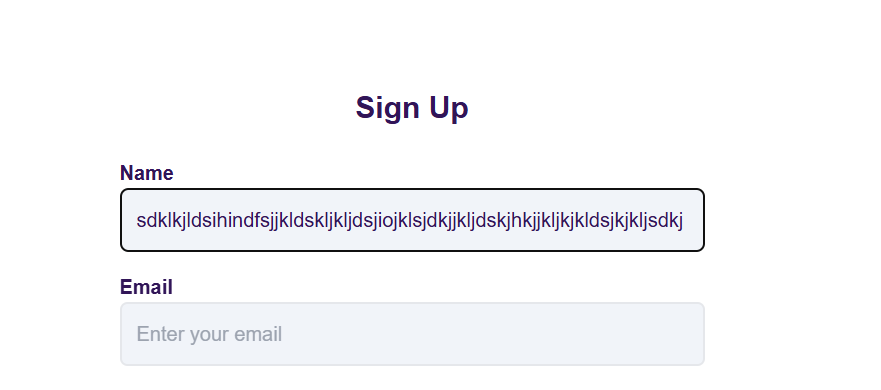 Sign Up
Name
sdklkjldsihindfsjjkldskljkljdsjiojklsjdkjjkljdskjhkjjkljkjkldsjkjkljsdkj
Email
Enter your email